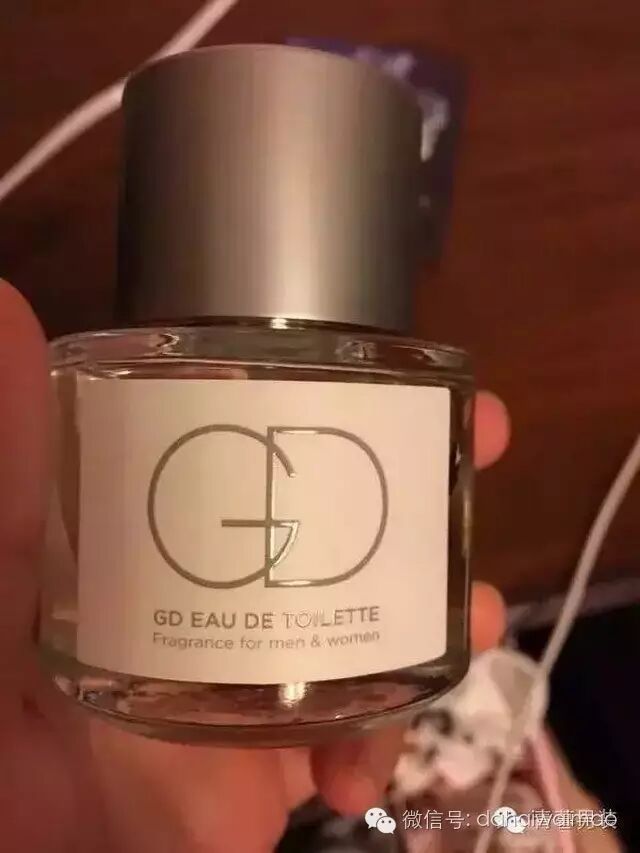 GD
GD EAU DE TOILETTE
Fragrance for men & women
微信号: